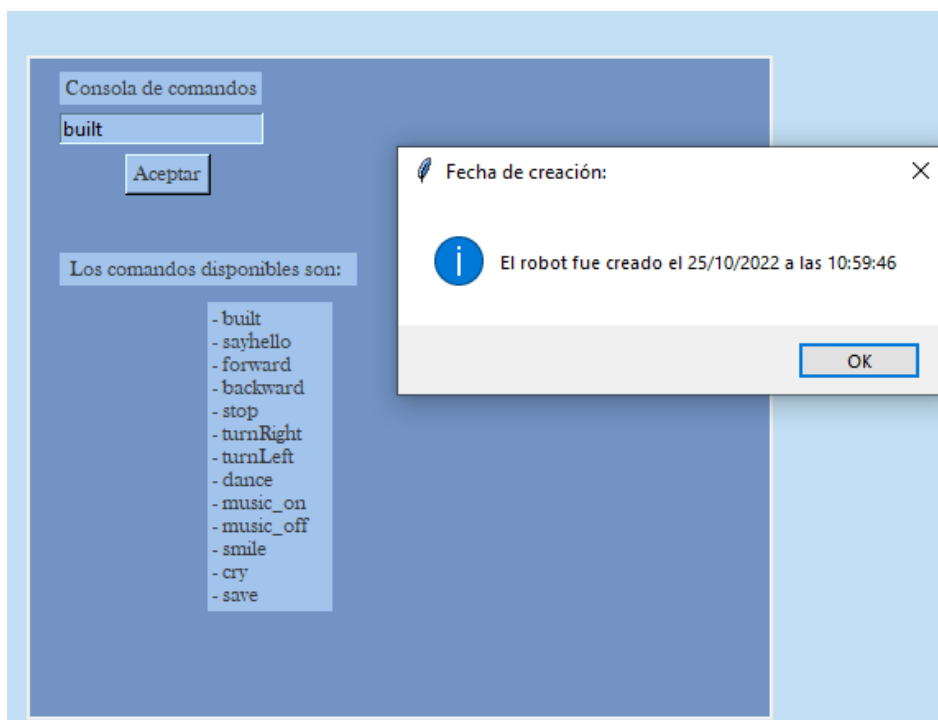 Consola de comandos
built
Aceptar
Fecha de creación:
El robot fue creado el 25/10/2022 a las 10:59:46
OK
Los comandos disponibles son:
- built
- sayhello
- forward
- backward
- stop
- turnRight
- turnLeft
- dance
- music_on
- music_off
- smile
- cry
- save